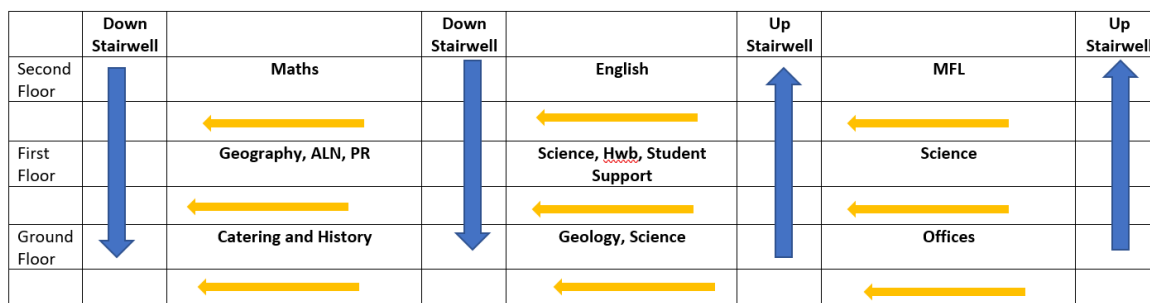 Down Stairwell Down Stairwell Up Stairwell Up Stairwell
Second Floor Maths English MFL
First Floor Geography, ALN, PR Science, Hwb, Student Support Science
Ground Floor Catering and History Geology, Science Offices